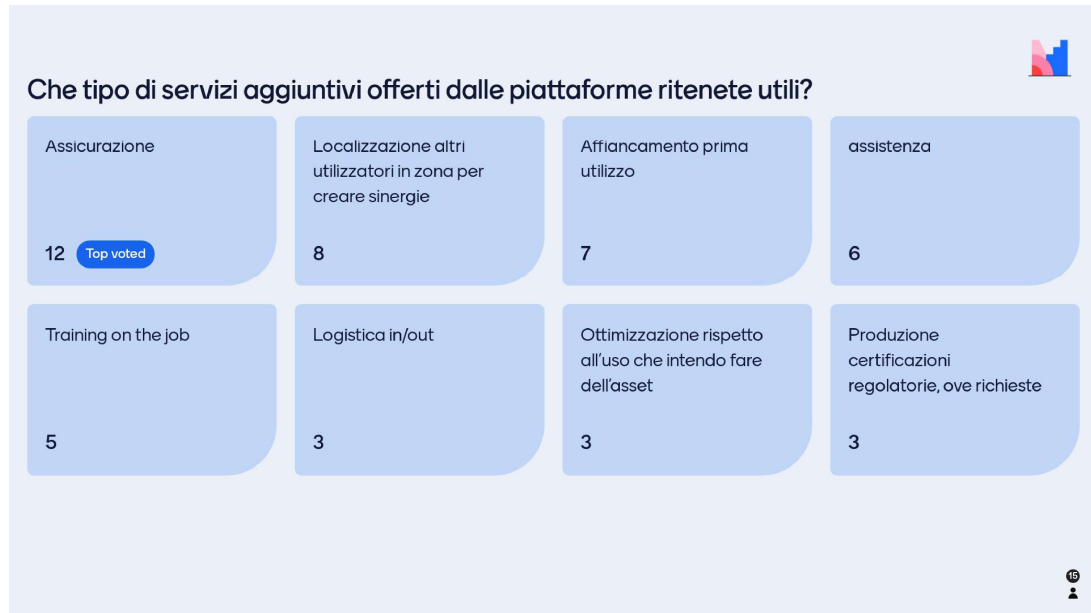 Che tipo di servizi aggiuntivi offerti dalle piattaforme ritenete utili?
Assicurazione
12 Top voted
Localizzazione altri
utilizzatori in zona per
creare sinergie
8
Affiancamento prima
utilizzo
7
assistenza
6
Training on the job
5
Logistica in/out
3
Ottimizzazione rispetto
all'uso che intendo fare
dell'asset
3
Produzione
certificazioni
regolatorie, ove richieste
3
15